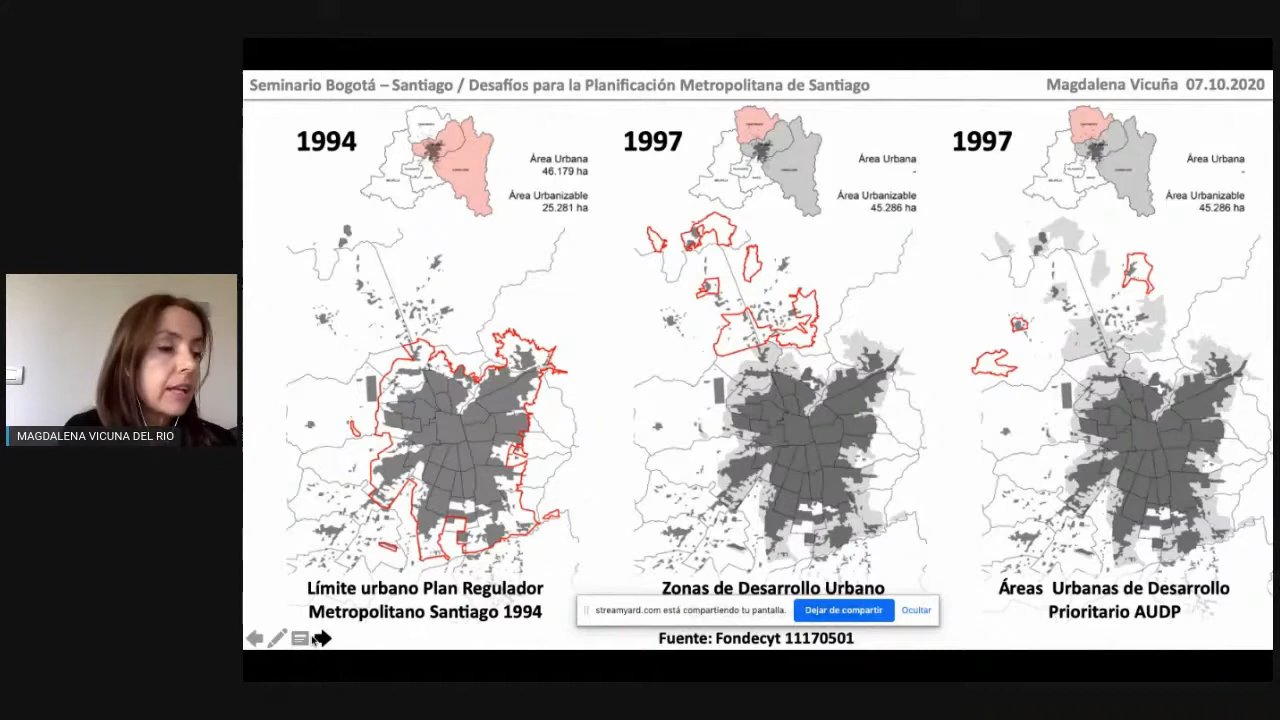 Seminario Bogotá – Santiago / Desafíos para la Planificación Metropolitana de Santiago
Magdalena Vicuña 07.10.2020
1994
Área Urbana
46.179 ha
Área Urbanizable
25.281 ha
1997
Área Urbana
-
Área Urbanizable
45.286 ha
1997
Área Urbana
-
Área Urbanizable
45.286 ha
MAGDALENA VICUNA DEL RIO
Límite urbano Plan Regulador
Metropolitano Santiago 1994
Zonas de Desarrollo Urbano
Áreas Urbanas de Desarrollo
Prioritario AUDP
streamyard.com está compartiendo tu pantalla.
Dejar de compartir
Ocultar
Fuente: Fondecyt 11170501